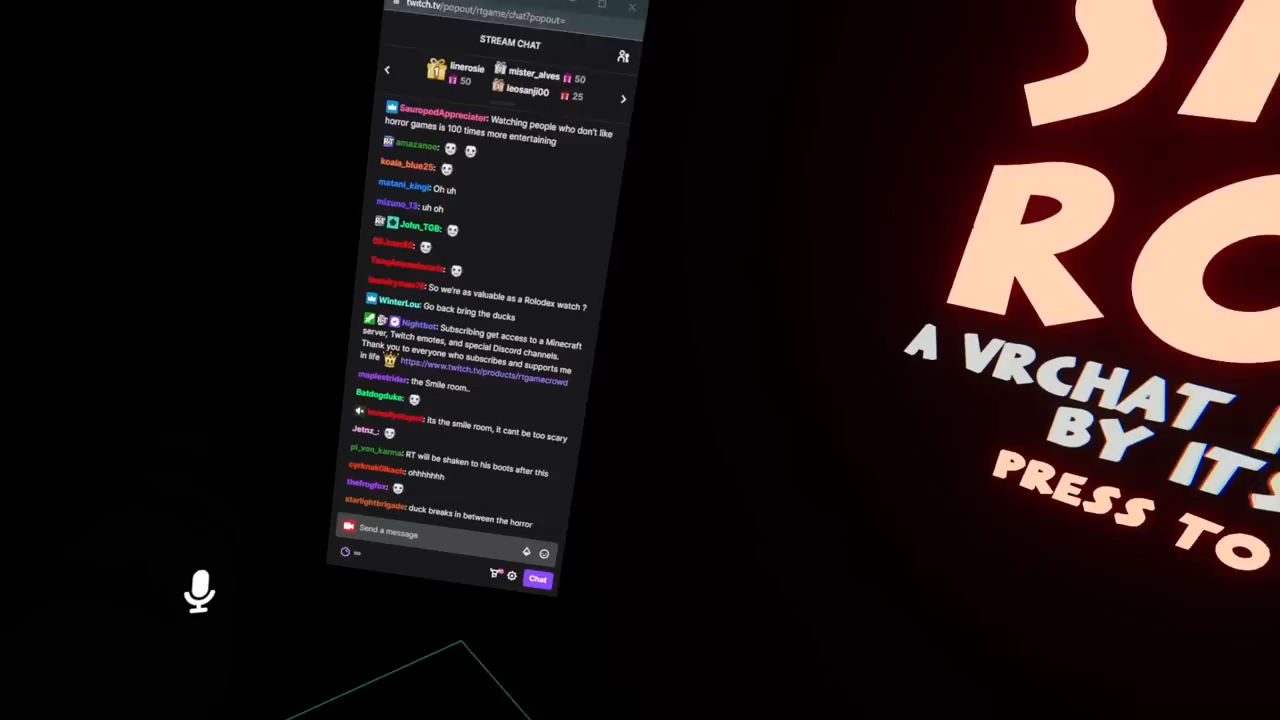 twitch.tv/popout/rtgame/chat?popout=
STREAM CHAT
1 linerosie 50
mister_alves 50
leosanji00 25
SauropodAppreciater: Watching people who don't like
horror games is 100 times more entertaining
amazanoe:
koala_blue25:
matani_kingi: Oh uh
mizuno_13: uh oh
John_TGB:
So we're as valuable as a Rolodex watch ?
WinterLou: Go back bring the ducks
Nightbot: Subscribing get access to a Minecraft
server, Twitch emotes, and special Discord channels.
Thank you to everyone who subscribes and supports me
in life https://www.twitch.tv/products/rtgamecrowd
maplestrider: the Smile room..
Batdogduke:
its the smile room, it cant be too scary
Jetnz_:
pi_von_karma: RT will be shaken to his boots after this
ohhhhhhh
thefrogfox:
starlightbrigade: duck breaks in between the horror
Send a message
Chat
RO
A VRCHAT
BY IT'S
PRESS TO